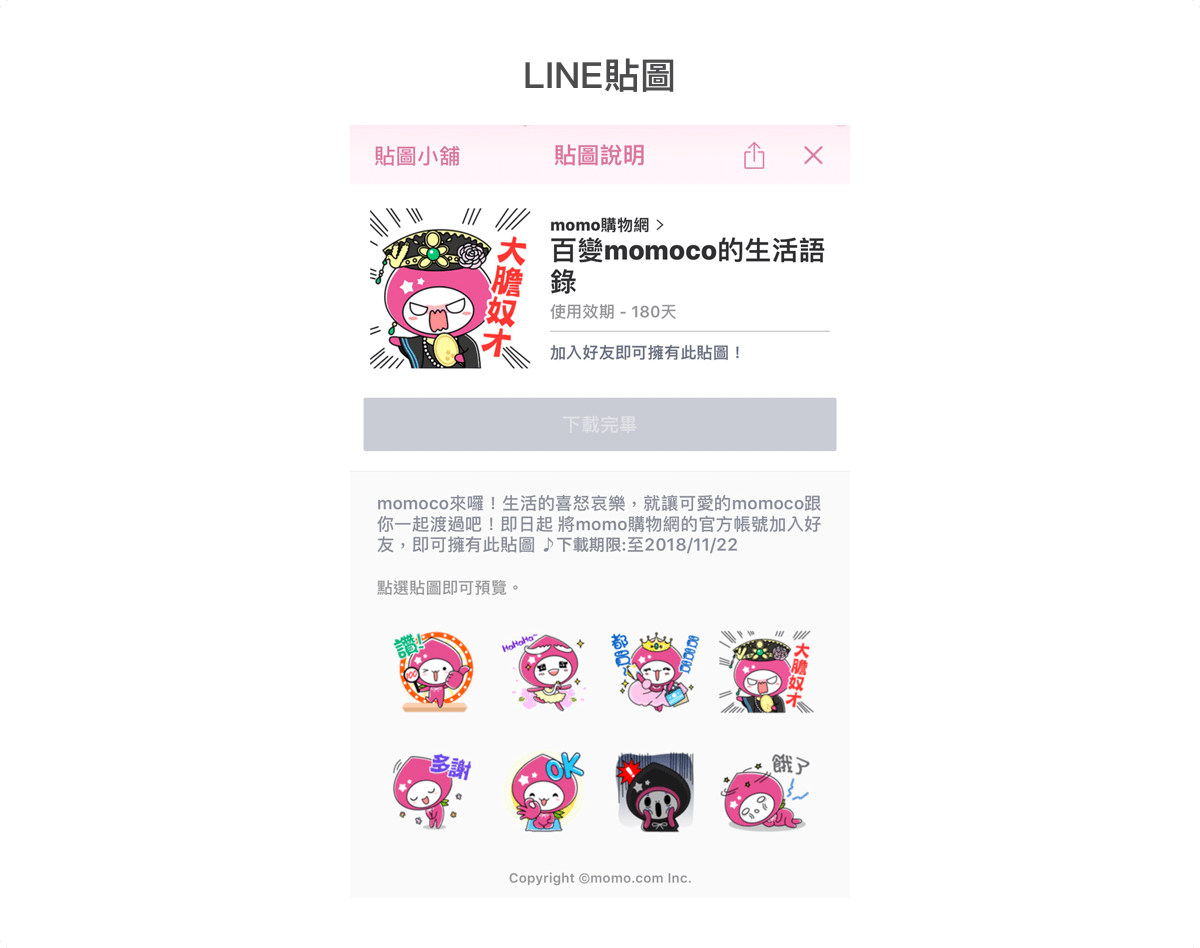 LINE貼圖
貼圖小舖
貼圖說明
大膽奴才
momo購物網 >
百變momoco的生活語
錄
使用效期 - 180天
加入好友即可擁有此貼圖！
下載完畢
momoco來囉！生活的喜怒哀樂，就讓可愛的momoco跟
你一起渡過吧！即日起 將momo購物網的官方帳號加入好
友，即可擁有此貼圖 ♪下載期限:至2018/11/22
點選貼圖即可預覽。
讚!
100
HaHaHa~
都買~
買買買買
大膽奴才
多謝
OK
!
餓了
Copyright ©momo.com Inc.